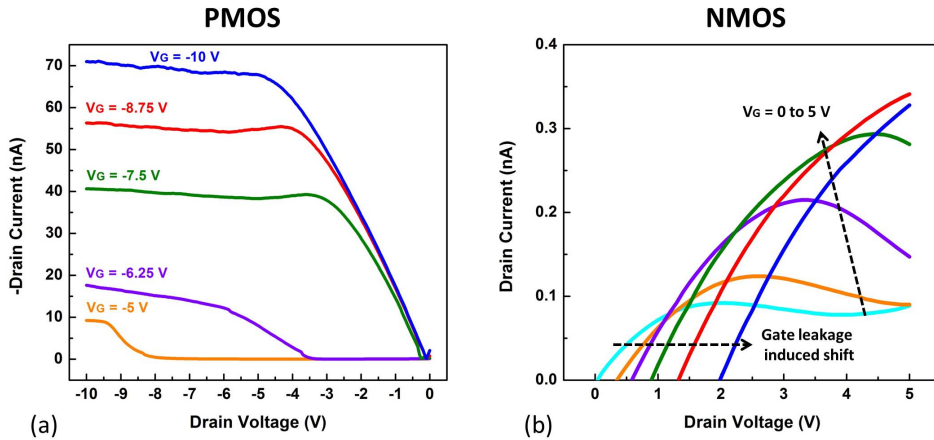 PMOS
NMOS
VG = -10 V
VG = -8.75 V
VG = -7.5 V
VG = -6.25 V
VG = -5 V
-Drain Current (nA)
80
70
60
50
40
30
20
10
0
-10 -9 -8 -7 -6 -5 -4 -3 -2 -1 0
Drain Voltage (V)
(a)
VG = 0 to 5 V
Gate leakage
induced shift
Drain Current (nA)
0.4
0.3
0.2
0.1
0.0
0 1 2 3 4 5
Drain Voltage (V)
(b)